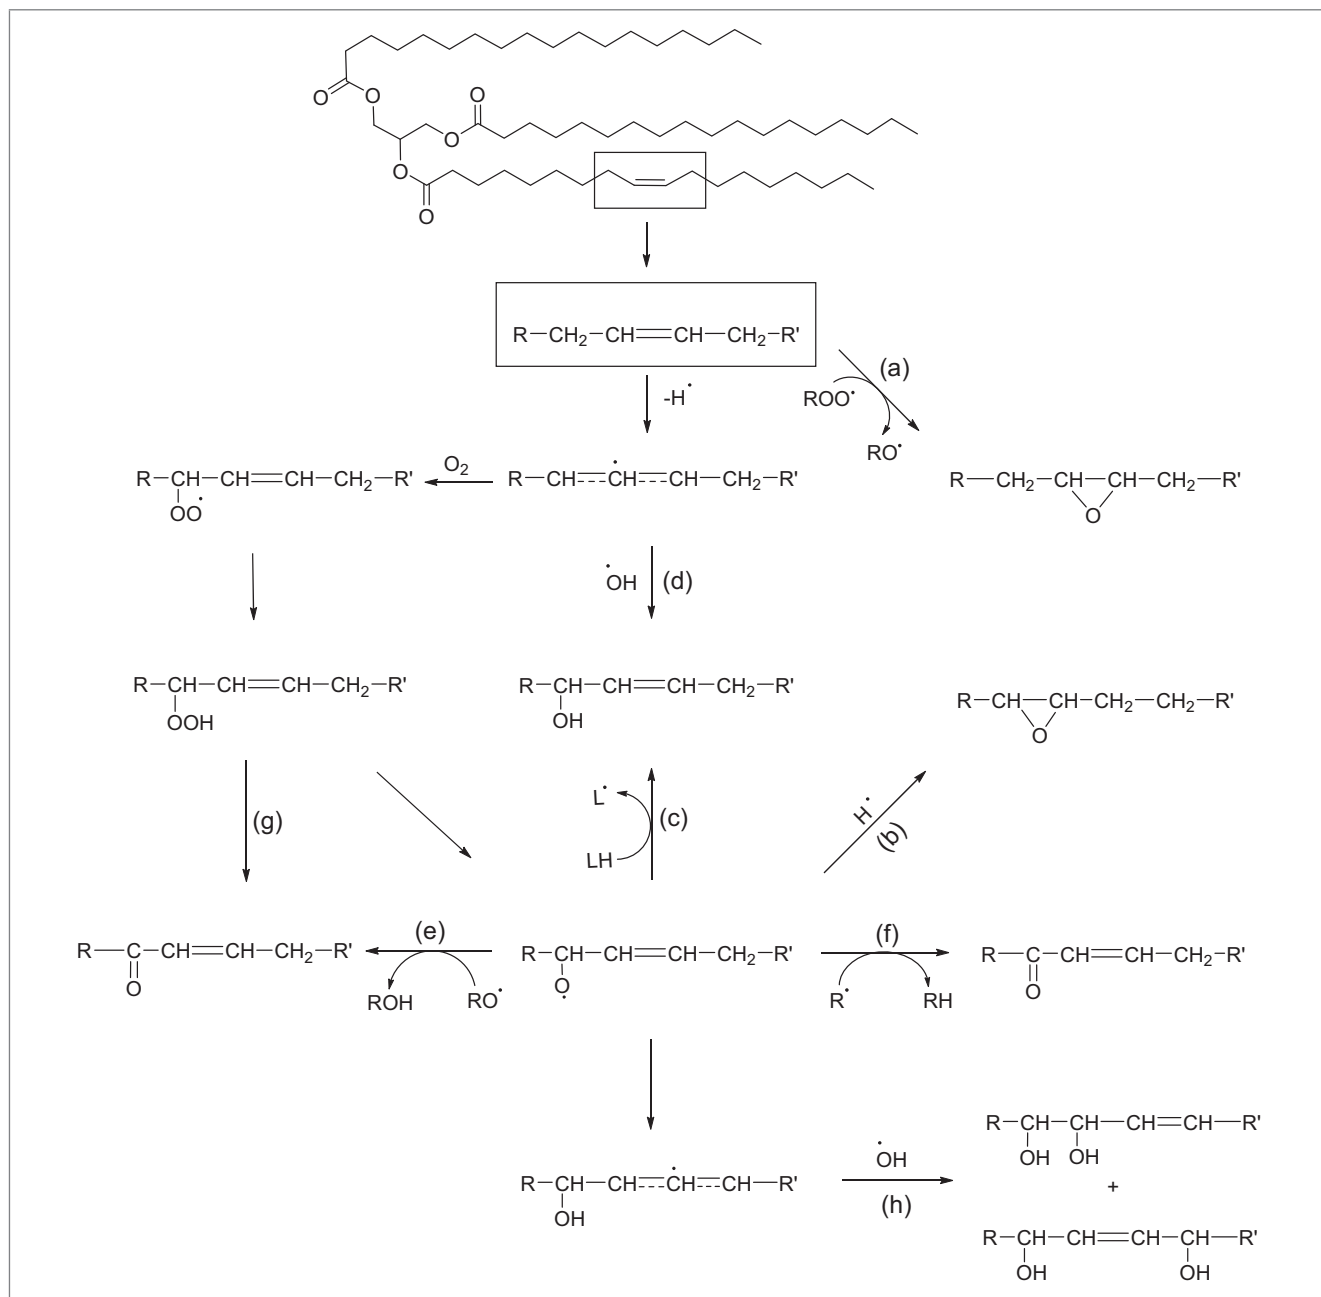 O O O
O
O
O
R–CH₂–CH=CH–CH₂–R'
-H• ROO• (a)
RO•
R–CH–CH=CH–CH₂–R' O₂ R–CH=C=CH–CH₂–R' R–CH₂–CH–CH–CH₂–R'
OO• O
•OH (d)
R–CH–CH=CH–CH₂–R' R–CH–CH=CH–CH₂–R' R–CH–CH–CH₂–CH₂–R'
OOH OH O
(g) L• (c) H• (b)
LH
R–C–CH=CH–CH₂–R' (e) R–CH–CH=CH–CH₂–R' (f) R–C–CH=CH–CH₂–R'
O ROH RO• O• R• RH O
R–CH–CH–CH=CH–R'
•OH OH OH
R–CH–CH=C=CH–R' (h) +
OH
R–CH–CH=CH–CH–R'
OH OH